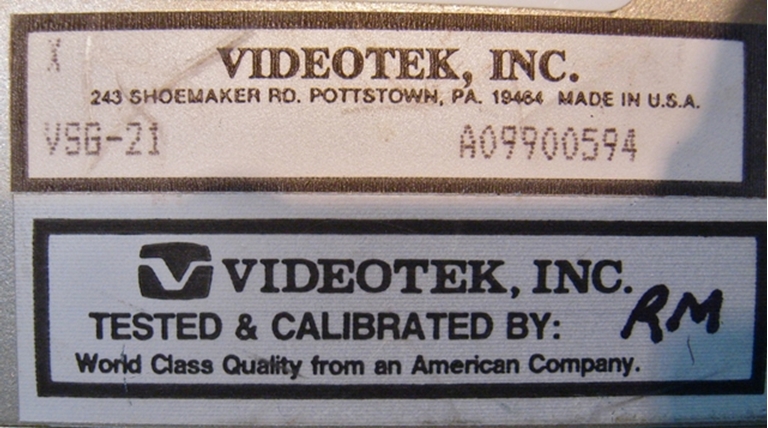 X
VIDEOTEK, INC.
243 SHOEMAKER RD. POTTSTOWN, PA. 19464 MADE IN U.S.A.
VSG-21 A09900594
VIDEOTEK, INC.
TESTED & CALIBRATED BY: RM
World Class Quality from an American Company.